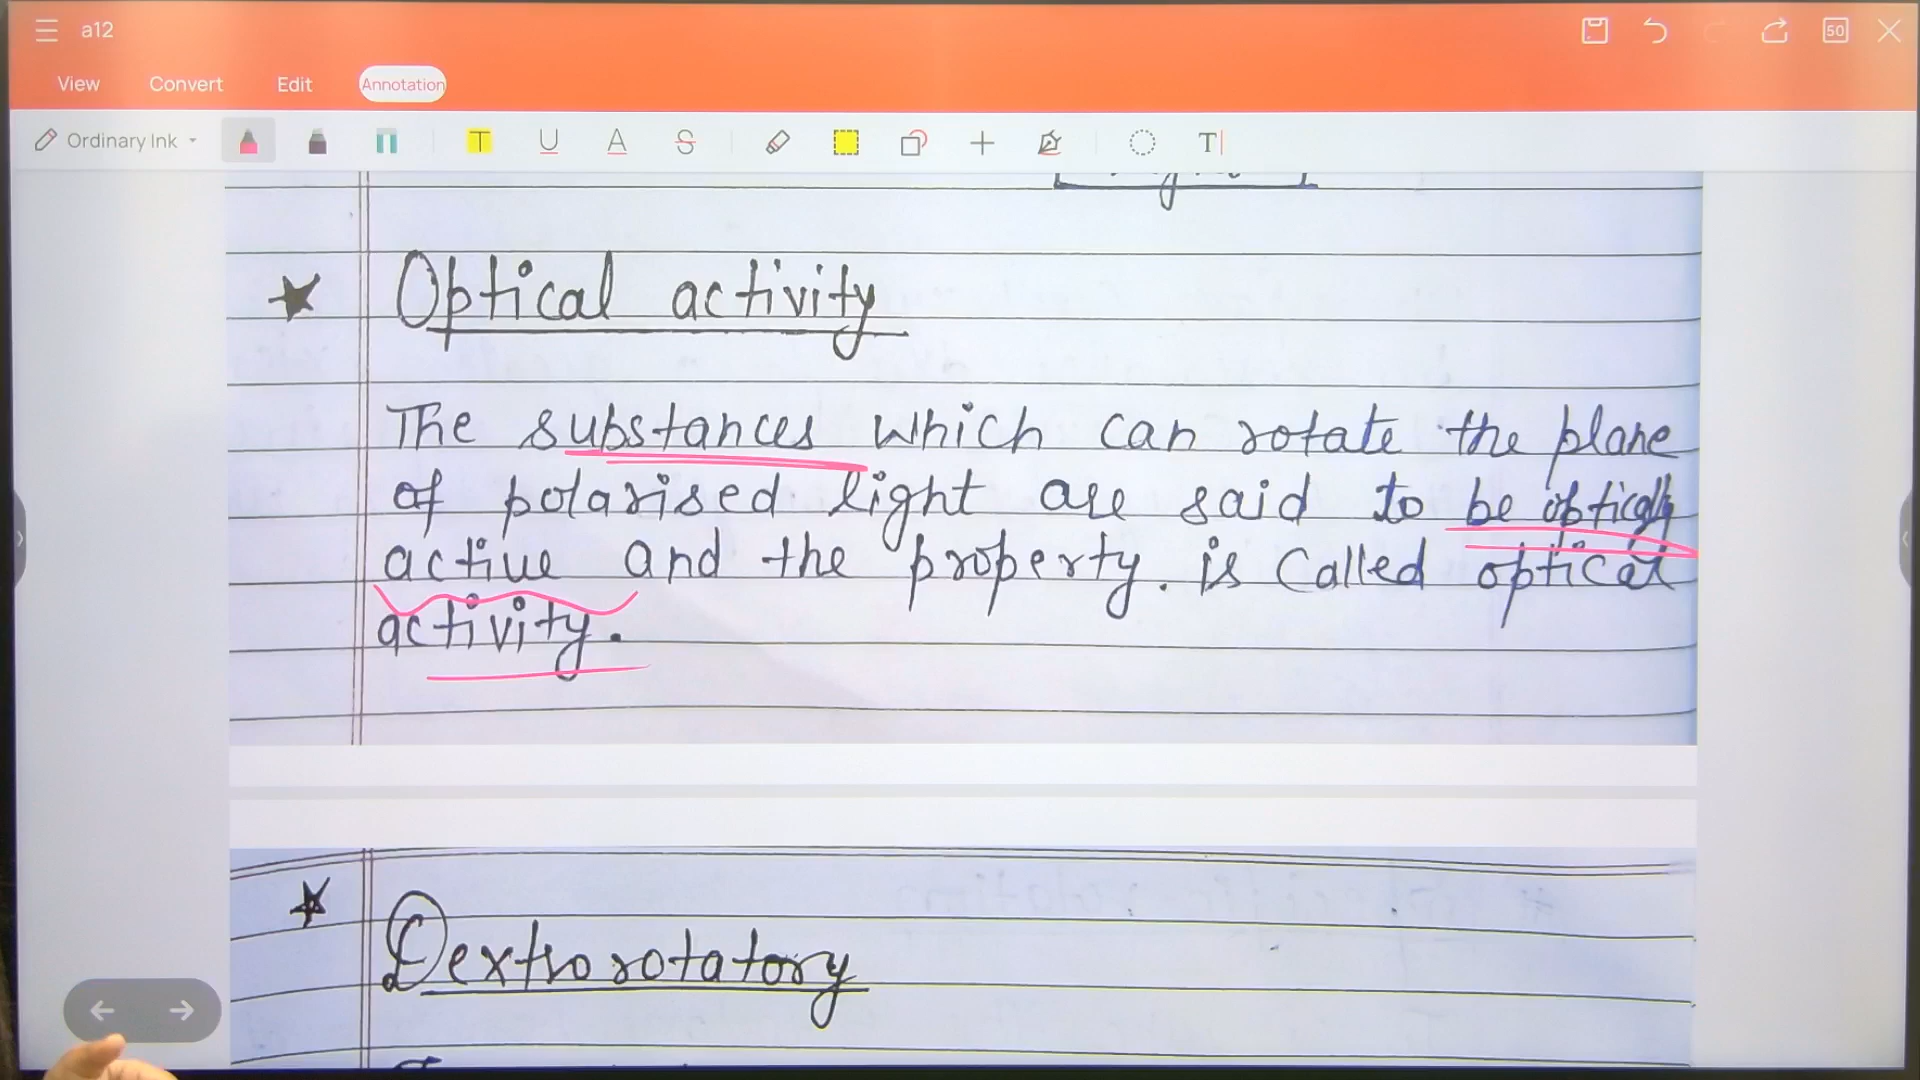 a12
50
View Convert Edit Annotation
Ordinary Ink T U A S T
Optical activity
The substances which can rotate the plane
of polarised light are said to be optically
active and the property. is called optical
activity.
Dextrorotatory